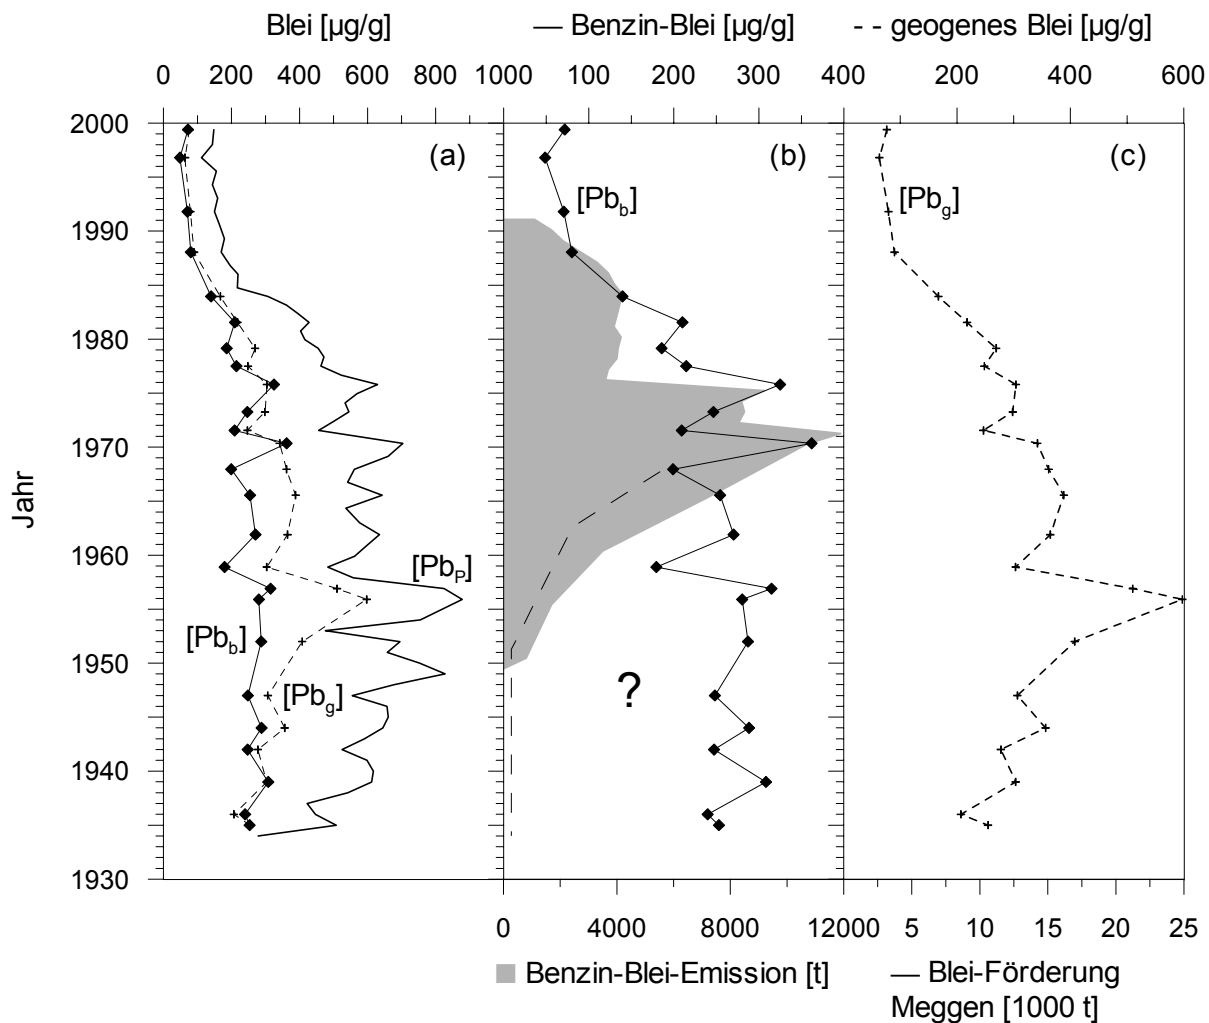 Blei [µg/g]
Benzin-Blei [µg/g]
geogenes Blei [µg/g]
0 200 400 600 800 1000 100 200 300 400 200 400 600
2000
(a) (b) (c)
[Pb_b]
[Pb_g]
1990
1980
1970
Jahr
1960
[Pb_P]
[Pb_b]
1950
[Pb_g]
?
1940
1930
0 4000 8000 12000 5 10 15 20 25
Benzin-Blei-Emission [t]
Blei-Förderung
Meggen [1000 t]